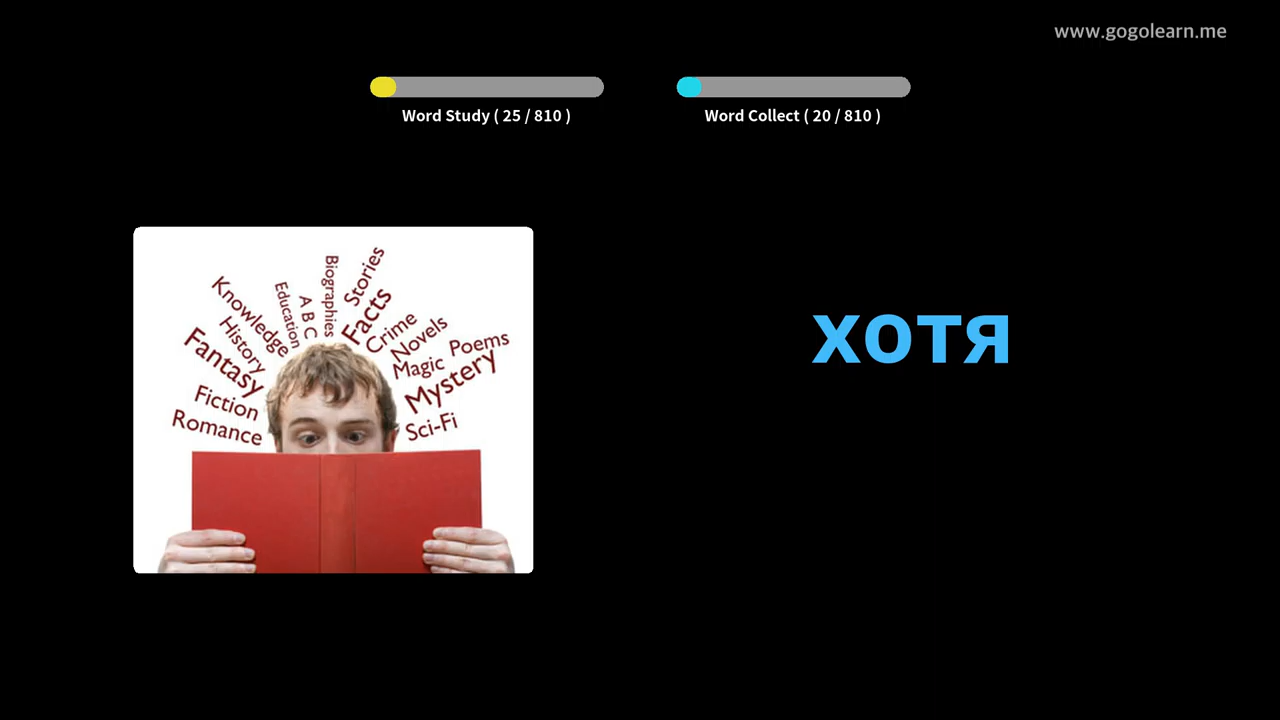 www.gogolearn.me
Word Study ( 25 / 810 )
Word Collect ( 20 / 810 )
Knowledge
History
Fantasy
Fiction
Romance
Education
A B C
Biographies
Stories
Facts
Crime
Novels
Magic
Poems
Mystery
Sci-Fi
хотя